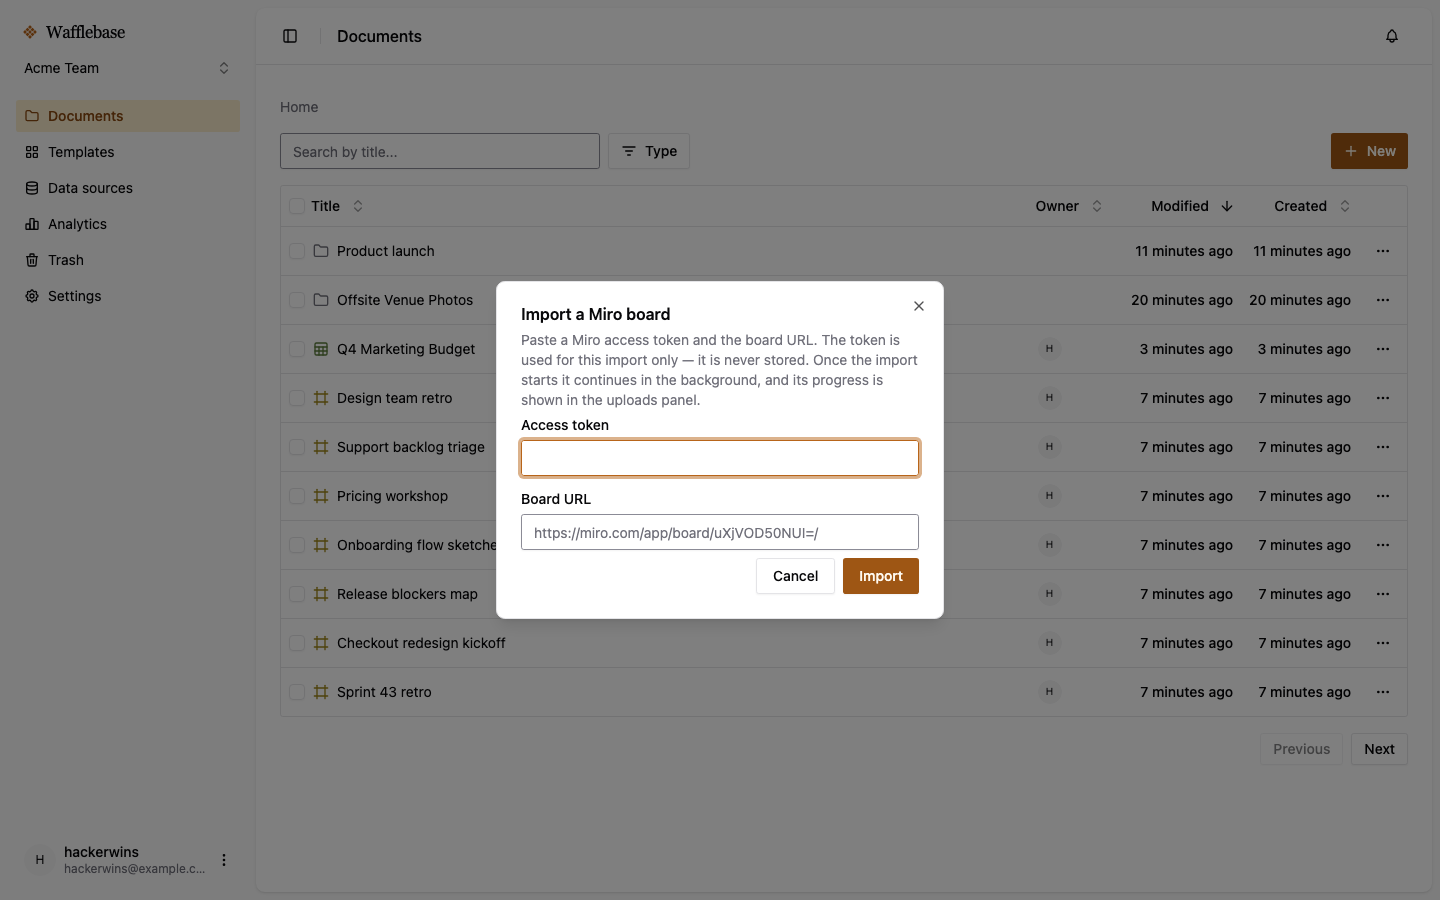 Wafflebase
Acme Team
Documents
Templates
Data sources
Analytics
Trash
Settings
H
hackerwins
hackerwins@example.c...
Documents
Home
Search by title...
Type
New
Title
Owner
Modified
Created
Product launch
11 minutes ago
11 minutes ago
Offsite Venue Photos
20 minutes ago
20 minutes ago
Q4 Marketing Budget
H
3 minutes ago
3 minutes ago
Design team retro
H
7 minutes ago
7 minutes ago
Support backlog triage
H
7 minutes ago
7 minutes ago
Pricing workshop
H
7 minutes ago
7 minutes ago
Onboarding flow sketche
H
7 minutes ago
7 minutes ago
Release blockers map
H
7 minutes ago
7 minutes ago
Checkout redesign kickoff
H
7 minutes ago
7 minutes ago
Sprint 43 retro
H
7 minutes ago
7 minutes ago
Previous
Next
Import a Miro board
Paste a Miro access token and the board URL. The token is
used for this import only — it is never stored. Once the import
starts it continues in the background, and its progress is
shown in the uploads panel.
Access token
Board URL
https://miro.com/app/board/uXjVOD50NUI=/
Cancel
Import